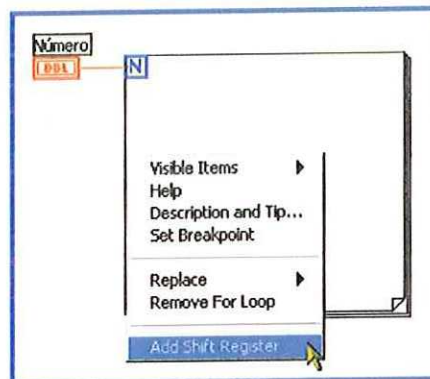 Número
DBL
N
Visible Items
Help
Description and Tip...
Set Breakpoint
Replace
Remove For Loop
Add Shift Register